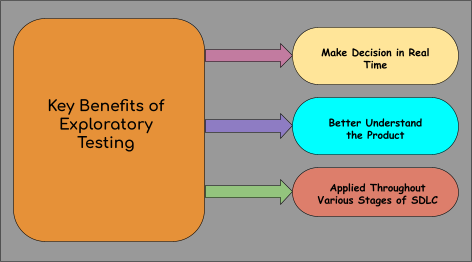 Key Benefits of
Exploratory
Testing
Make Decision in Real
Time
Better Understand
the Product
Applied Throughout
Various Stages of SDLC